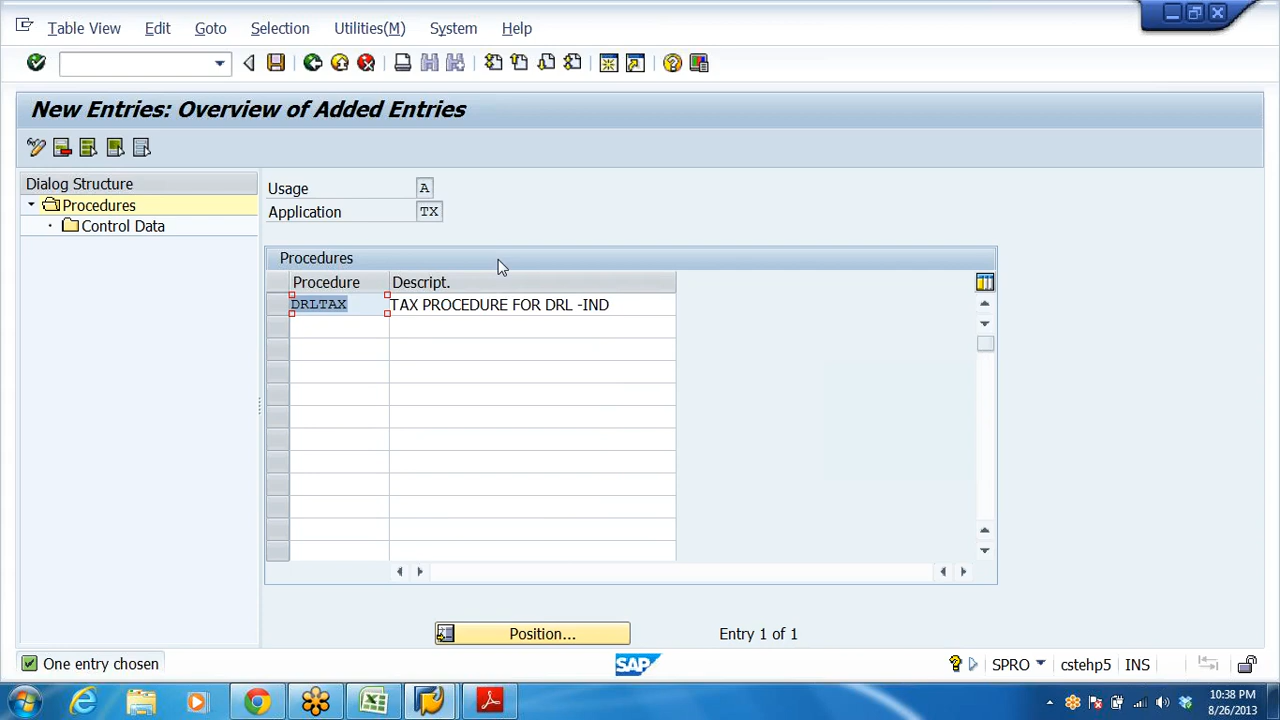 Table View Edit Goto Selection Utilities(M) System Help
New Entries: Overview of Added Entries
Dialog Structure
Procedures
Control Data
Usage A
Application TX
Procedures
Procedure Descript.
DRLTAX TAX PROCEDURE FOR DRL -IND
Position... Entry 1 of 1
One entry chosen SAP SPRO cstehp5 INS
10:38 PM
8/26/2013